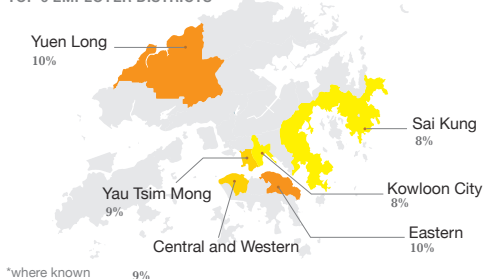 Yuen Long
10%
Sai Kung
8%
Yau Tsim Mong
9%
Kowloon City
8%
Central and Western
9%
Eastern
10%
*where known